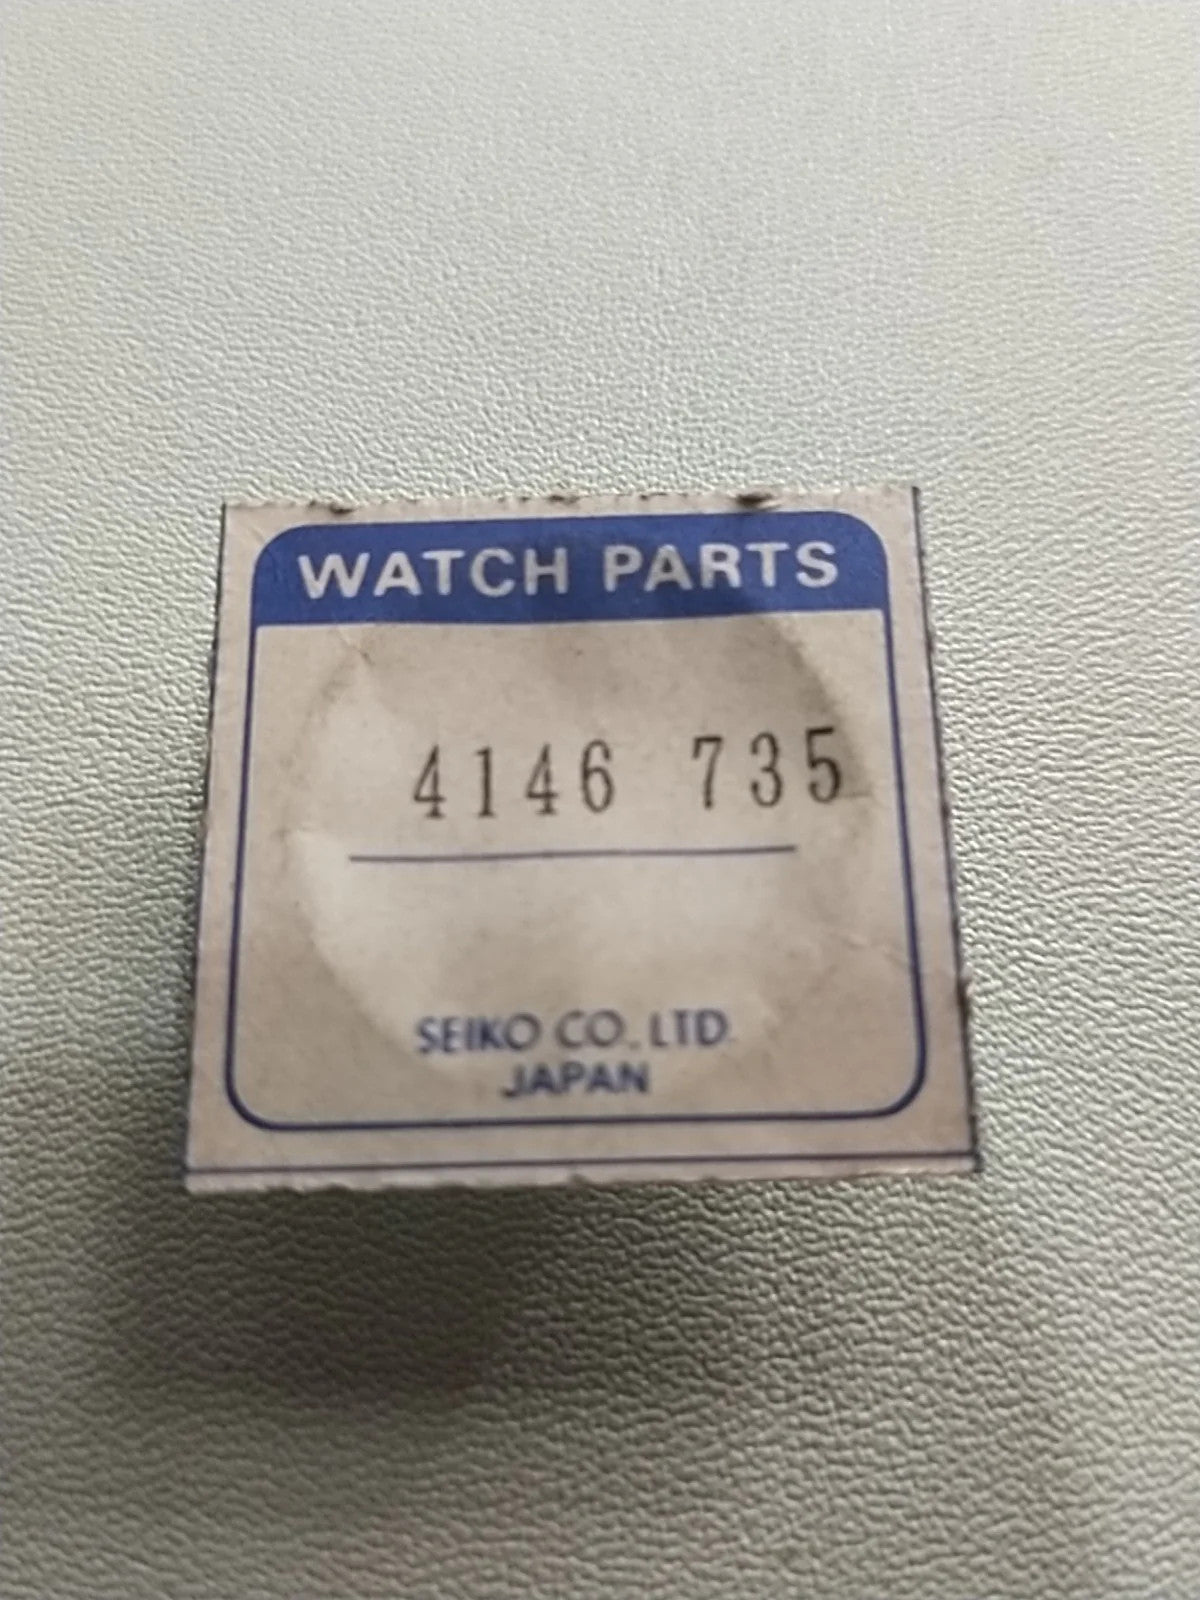 WATCH PARTS
4146 735
SEIKO CO., LTD.
JAPAN